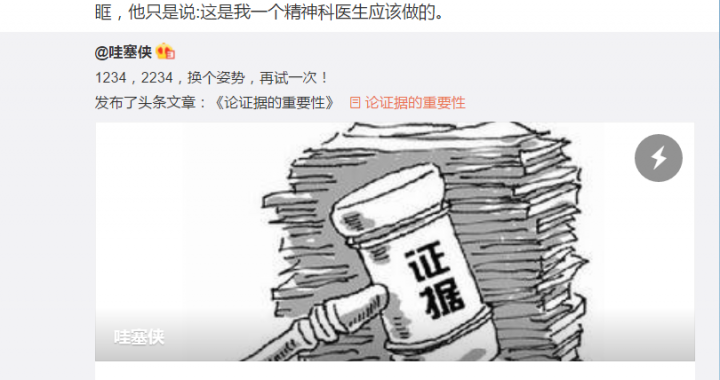 眶，他只是说:这是我一个精神科医生应该做的。
@哇塞侠
1234，2234，换个姿势，再试一次！
发布了头条文章：《论证据的重要性》 论证据的重要性
证据
哇塞侠